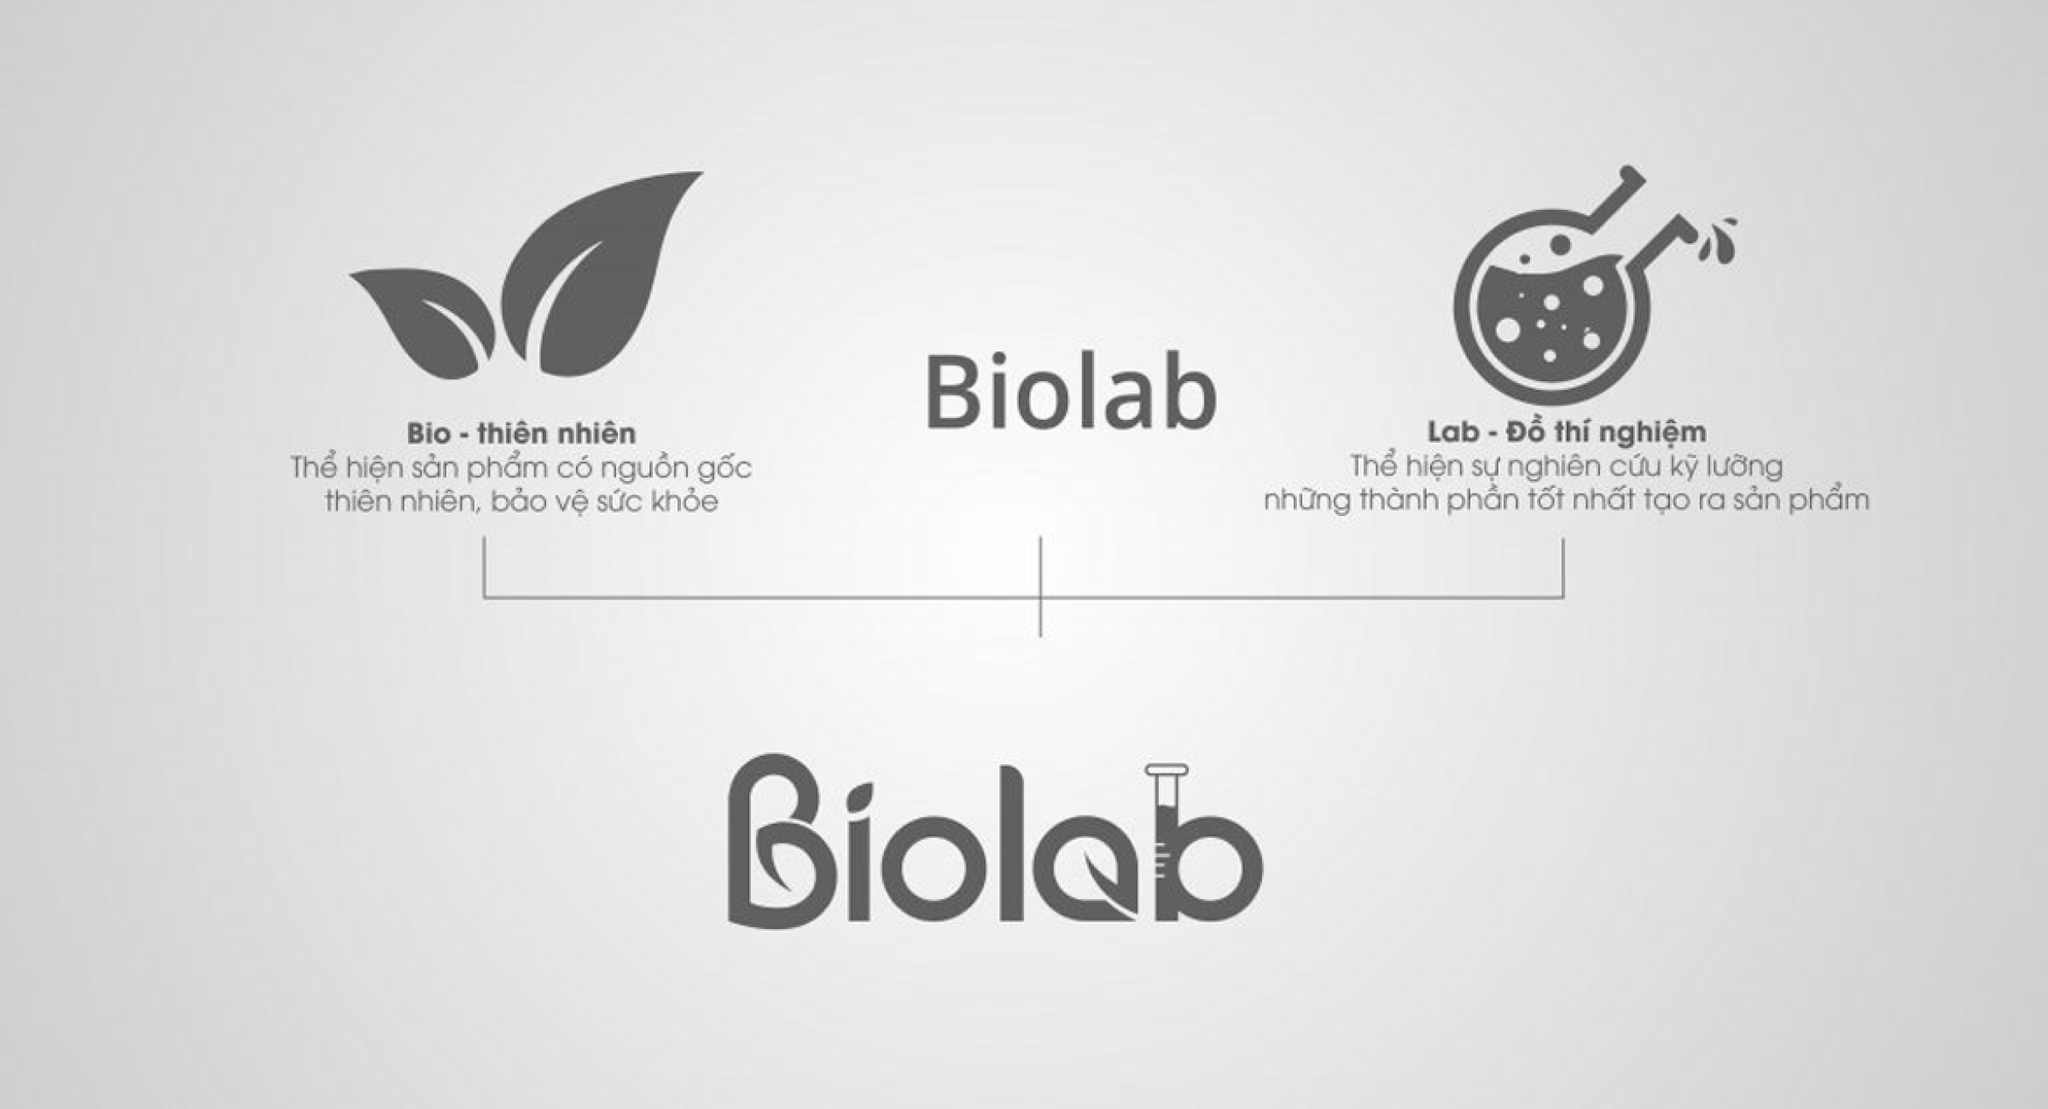 Bio - thiên nhiên
Thể hiện sản phẩm có nguồn gốc
thiên nhiên, bảo vệ sức khỏe
Biolab
Lab - Đồ thí nghiệm
Thể hiện sự nghiên cứu kỹ lưỡng
những thành phần tốt nhất tạo ra sản phẩm
Biolab